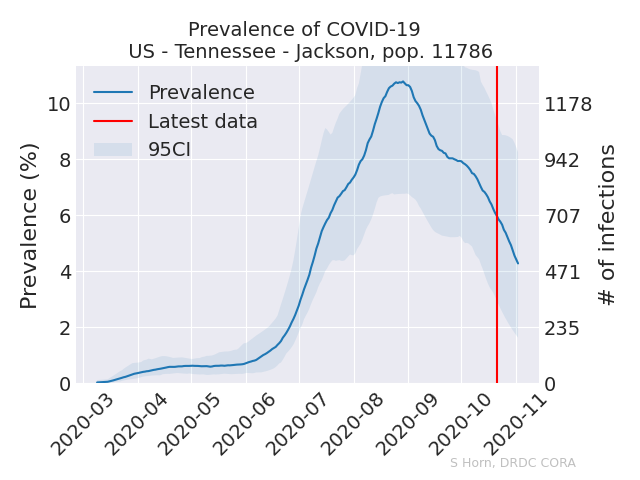 Prevalence of COVID-19
US - Tennessee - Jackson, pop. 11786
Prevalence
Latest data
95CI
Prevalence (%)
10
8
6
4
2
0
1178
942
707
471
235
0
# of infections
2020-03
2020-04
2020-05
2020-06
2020-07
2020-08
2020-09
2020-10
2020-11
S Horn, DRDC CORA